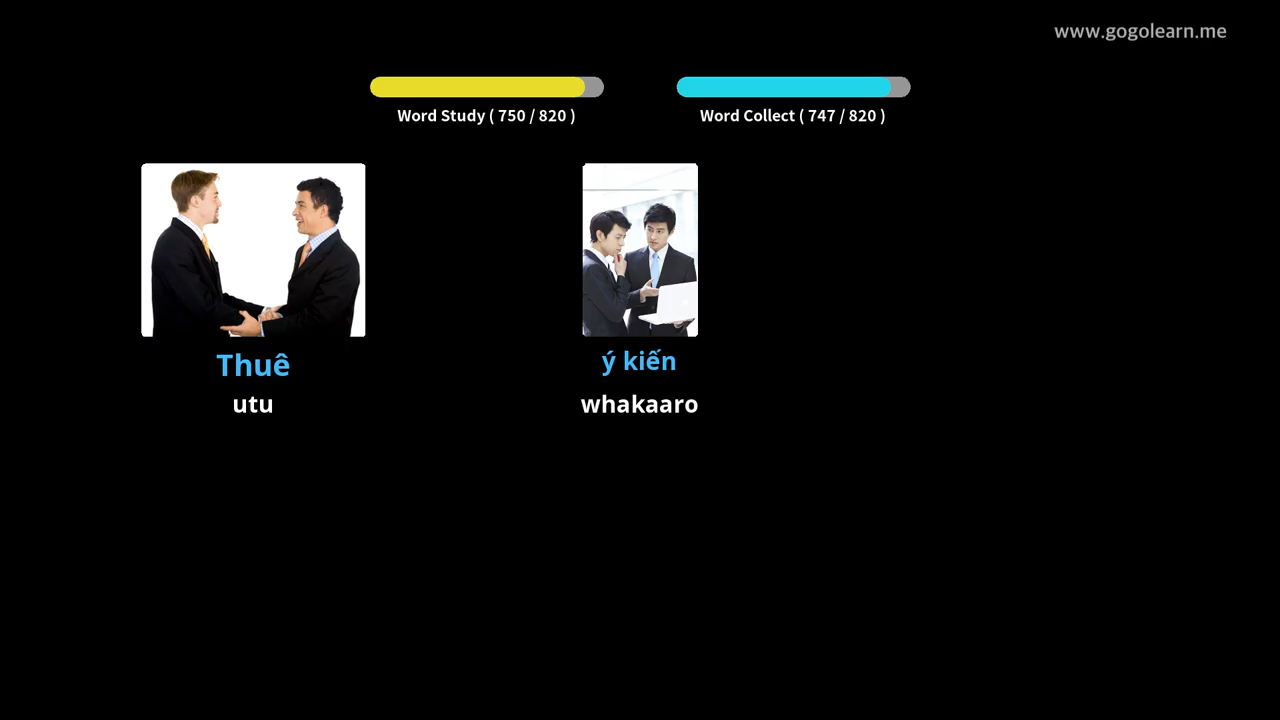 www.gogolearn.me
Word Study ( 750 / 820 )
Word Collect ( 747 / 820 )
Thuê
ý kiến
utu
whakaaro